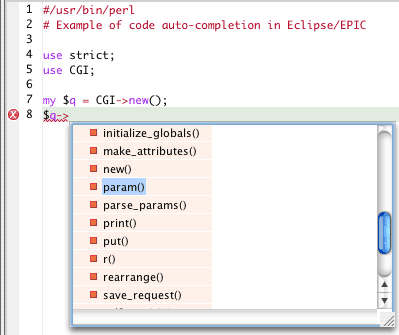 1 #/usr/bin/perl
2 # Example of code auto-completion in Eclipse/EPIC
3
4 use strict;
5 use CGI;
6
7 my $q = CGI->new();
8 $q->
initialize_globals()
make_attributes()
new()
param()
parse_params()
print()
put()
r()
rearrange()
save_request()